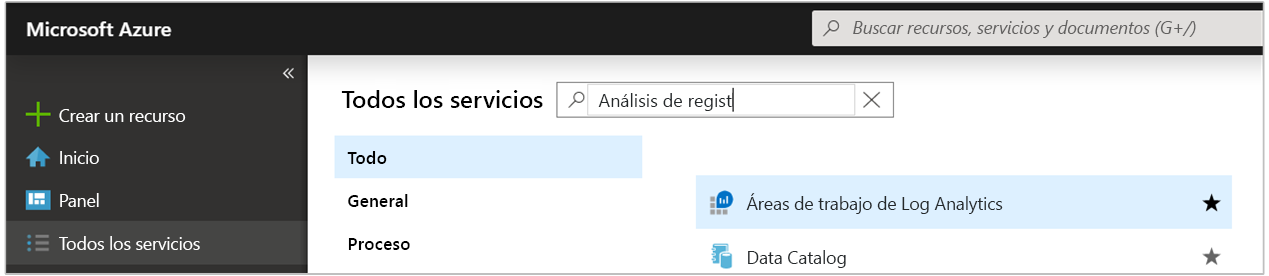 Microsoft Azure
Buscar recursos, servicios y documentos (G+/)
«
Crear un recurso
Inicio
Panel
Todos los servicios
Todos los servicios
Análisis de regist
Todo
General
Proceso
Áreas de trabajo de Log Analytics
Data Catalog